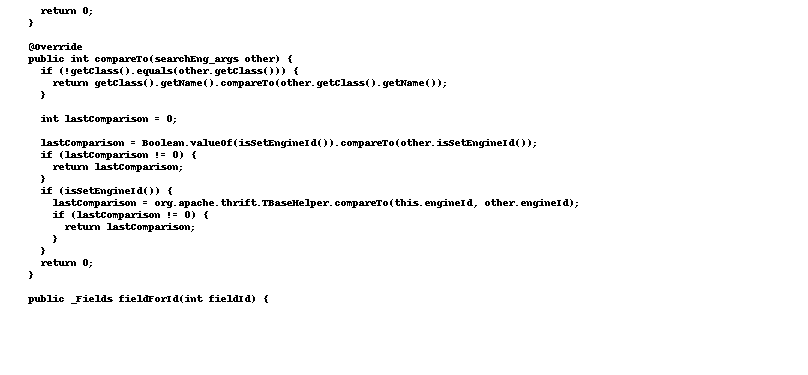 return 0;
}
@Override
public int compareTo(searchEng_args other) {
if (!getClass().equals(other.getClass())) {
return getClass().getName().compareTo(other.getClass().getName());
}
int lastComparison = 0;
lastComparison = Boolean.valueOf(isSetEngineId()).compareTo(other.isSetEngineId());
if (lastComparison != 0) {
return lastComparison;
}
if (isSetEngineId()) {
lastComparison = org.apache.thrift.TBaseHelper.compareTo(this.engineId, other.engineId);
if (lastComparison != 0) {
return lastComparison;
}
}
return 0;
}
public _Fields fieldForId(int fieldId) {